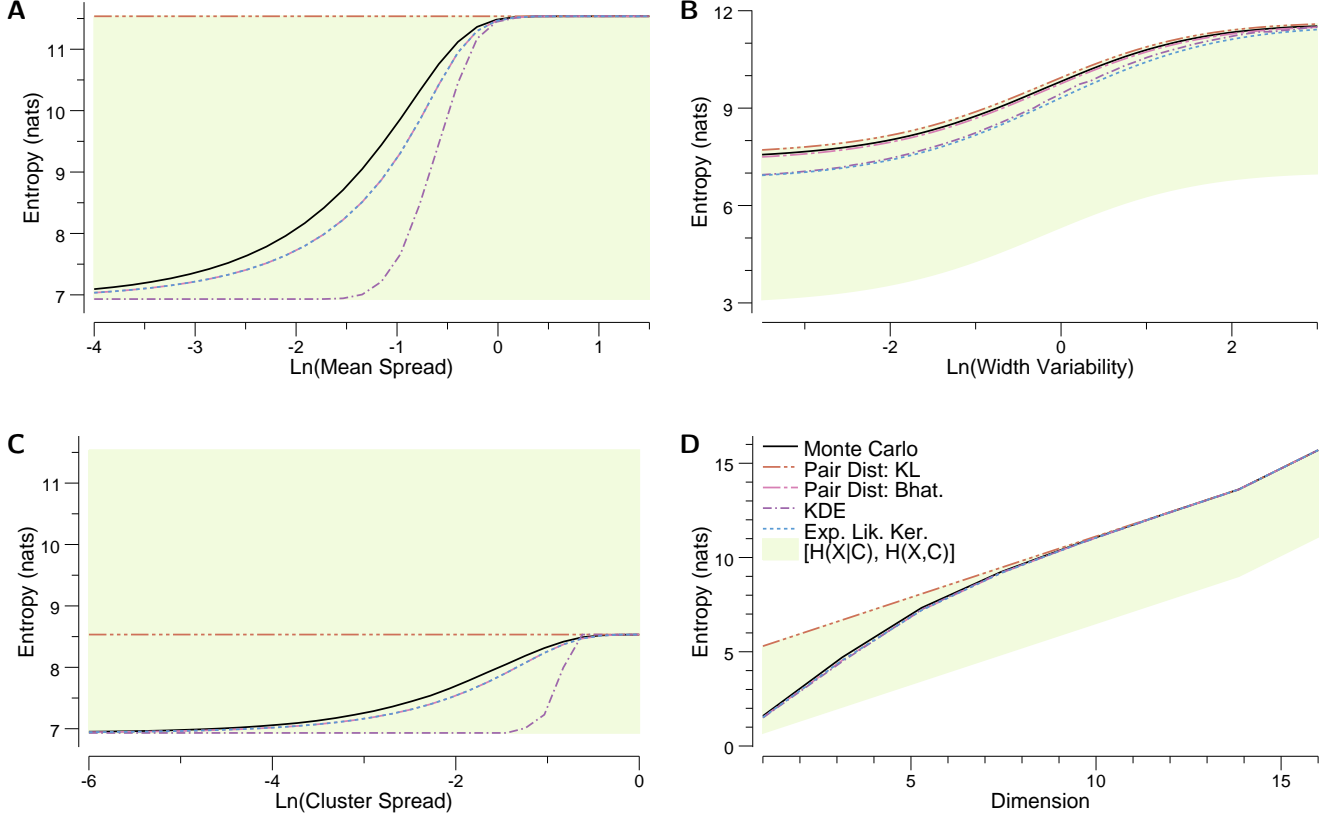 A
11
10
9
8
7
Entropy (nats)
-4 -3 -2 -1 0 1
Ln(Mean Spread)
B
12
9
6
3
Entropy (nats)
-2 0 2
Ln(Width Variability)
C
11
10
9
8
7
Entropy (nats)
-6 -4 -2 0
Ln(Cluster Spread)
D
15
10
5
0
Entropy (nats)
Monte Carlo
Pair Dist: KL
Pair Dist: Bhat.
KDE
Exp. Lik. Ker.
[H(X|C), H(X,C)]
5 10 15
Dimension